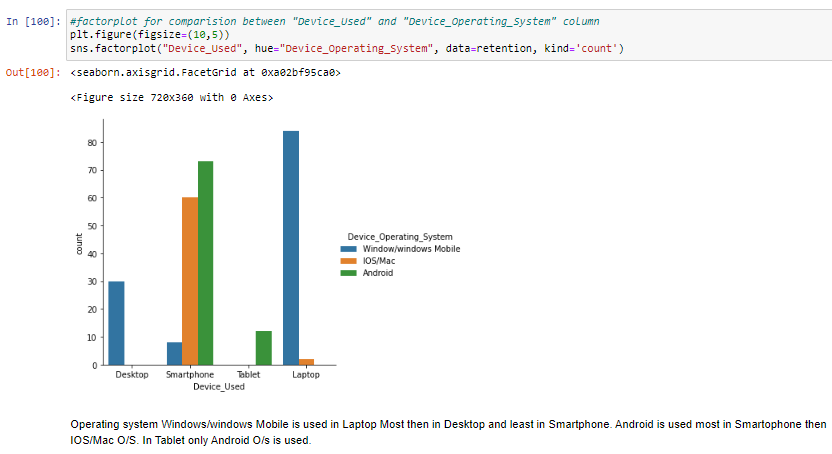 In [100]: #factorplot for comparision between "Device_Used" and "Device_Operating_System" column
plt.figure(figsize=(10,5))
sns.factorplot("Device_Used", hue="Device_Operating_System", data=retention, kind='count')
Out[100]: <seaborn.axisgrid.FacetGrid at 0xa02bf95ca0>
<Figure size 720x360 with 0 Axes>
80
70
60
50
40
30
20
10
0
count
Desktop Smartphone Tablet Laptop
Device_Used
Device_Operating_System
Window/windows Mobile
IOS/Mac
Android
Operating system Windows/windows Mobile is used in Laptop Most then in Desktop and least in Smartphone. Android is used most in Smartophone then
IOS/Mac O/S. In Tablet only Android O/s is used.